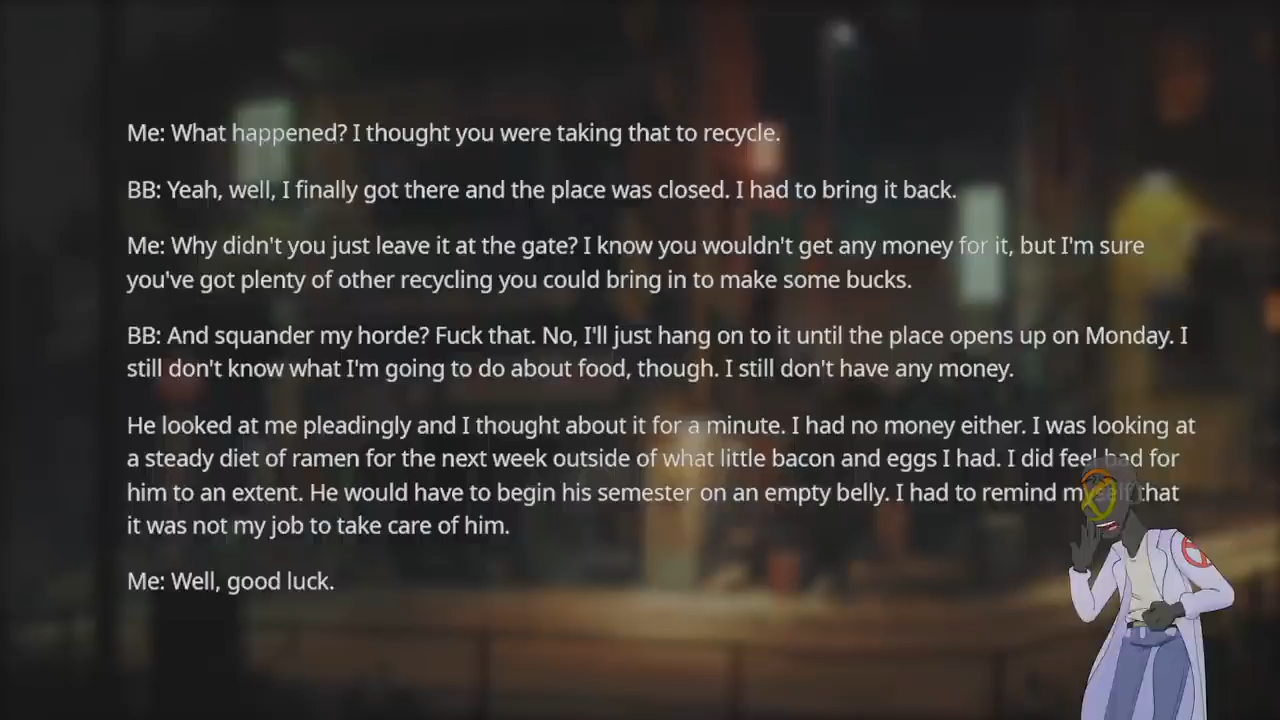 Me: What happened? I thought you were taking that to recycle.
BB: Yeah, well, I finally got there and the place was closed. I had to bring it back.
Me: Why didn't you just leave it at the gate? I know you wouldn't get any money for it, but I'm sure
you've got plenty of other recycling you could bring in to make some bucks.
BB: And squander my horde? Fuck that. No, I'll just hang on to it until the place opens up on Monday. I
still don't know what I'm going to do about food, though. I still don't have any money.
He looked at me pleadingly and I thought about it for a minute. I had no money either. I was looking at
a steady diet of ramen for the next week outside of what little bacon and eggs I had. I did feel bad for
him to an extent. He would have to begin his semester on an empty belly. I had to remind myself that
it was not my job to take care of him.
Me: Well, good luck.